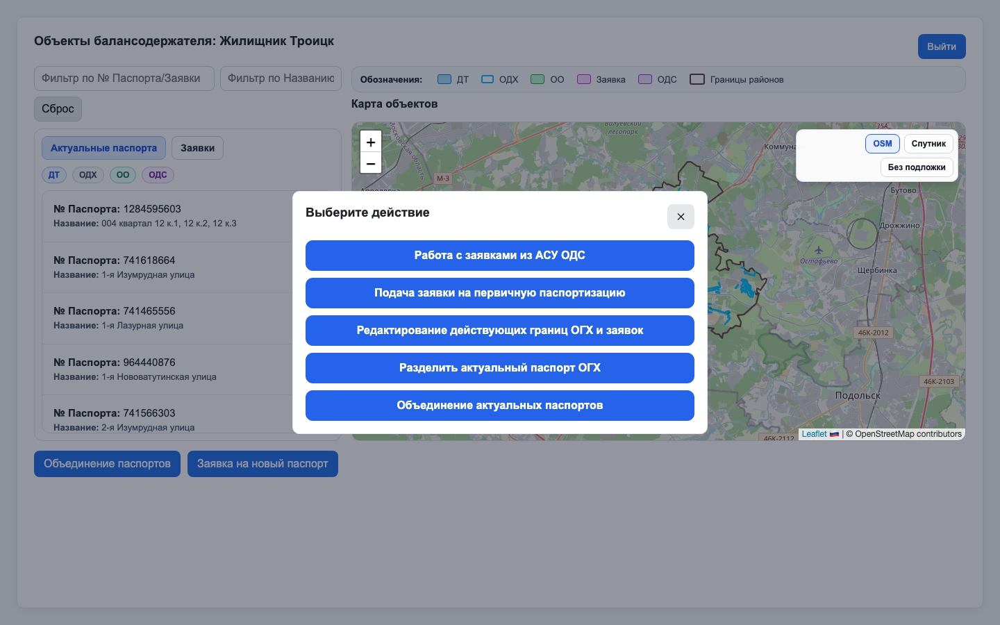 Объекты балансодержателя: Жилищник Троицк
Выйти
Фильтр по № Паспорта/Заявки
Фильтр по Названию
Обозначения:
ДТ
ОДХ
ОО
Заявка
ОДС
Границы районов
Сброс
Карта объектов
Актуальные паспорта
Заявки
ДТ
ОДХ
ОО
ОДС
№ Паспорта: 1284595603
Название: 004 квартал 12 к.1, 12 к.2, 12 к.3
№ Паспорта: 741618664
Название: 1-я Изумрудная улица
№ Паспорта: 741465556
Название: 1-я Лазурная улица
№ Паспорта: 964440876
Название: 1-я Нововатутинская улица
№ Паспорта: 741566303
Название: 2-я Изумрудная улица
Объединение паспортов
Заявка на новый паспорт
+
−
Московская область
Валуевский
лесопарк
М-3
35А
OSM
Спутник
Без подложки
Бутово
Дрожжино
Остафьево
Щербинка
46К-2012
46К-2103
Подольск
46К-2112
Leaflet | © OpenStreetMap contributors
Выберите действие
×
Работа с заявками из АСУ ОДС
Подача заявки на первичную паспортизацию
Редактирование действующих границ ОГХ и заявок
Разделить актуальный паспорт ОГХ
Объединение актуальных паспортов